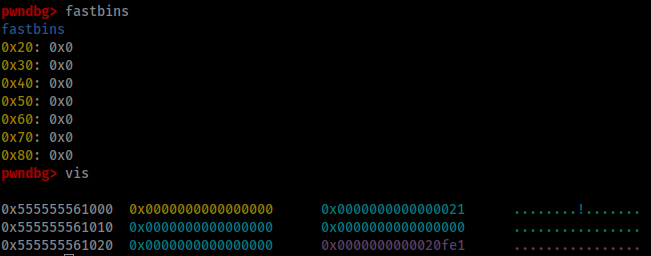 pwndbg> fastbins
fastbins
0x20: 0x0
0x30: 0x0
0x40: 0x0
0x50: 0x0
0x60: 0x0
0x70: 0x0
0x80: 0x0
pwndbg> vis
0x555555561000 0x0000000000000000 0x0000000000000021 ........!.......
0x555555561010 0x0000000000000000 0x0000000000000000 ................
0x555555561020 0x0000000000000000 0x0000000000020fe1 ................